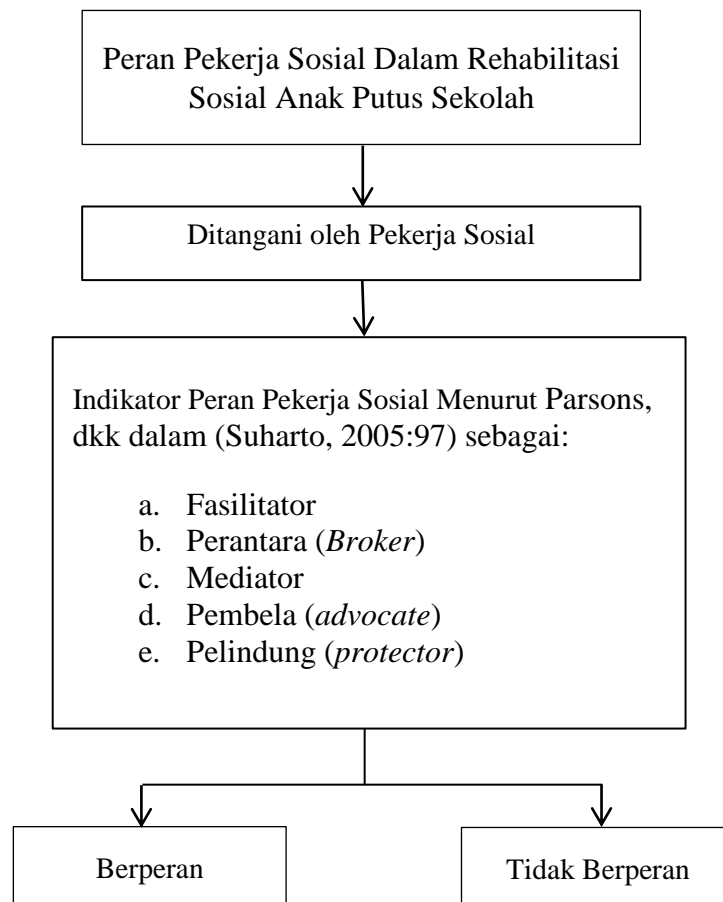 Peran Pekerja Sosial Dalam Rehabilitasi
Sosial Anak Putus Sekolah
Ditangani oleh Pekerja Sosial
Indikator Peran Pekerja Sosial Menurut Parsons,
dkk dalam (Suharto, 2005:97) sebagai:
a. Fasilitator
b. Perantara (Broker)
c. Mediator
d. Pembela (advocate)
e. Pelindung (protector)
Berperan
Tidak Berperan